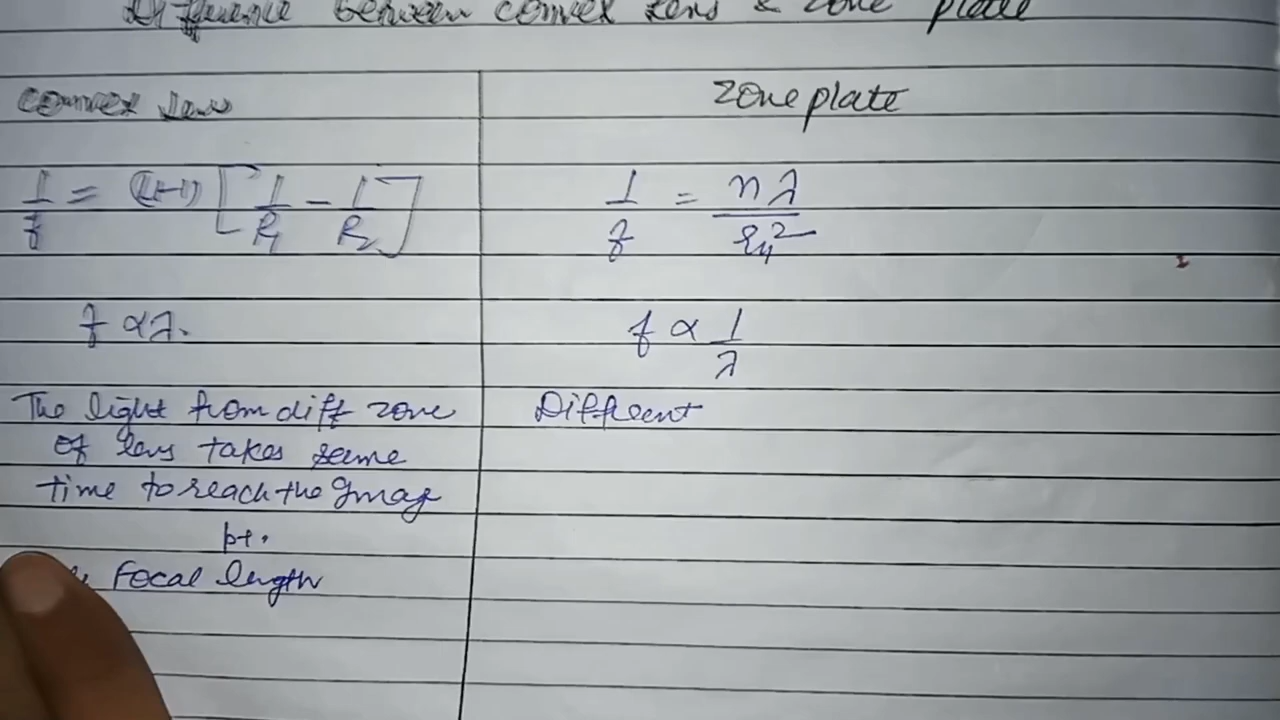 Difference between convex lens & zone plate
convex lens
Zone plate
1/f = (μ-1) [1/R₁ - 1/R₂]
1/f = nλ/rₙ²
f ∝ λ.
f ∝ 1/λ
The light from diff zone
Different
of lens takes same
time to reach the Image
pt.
Focal length